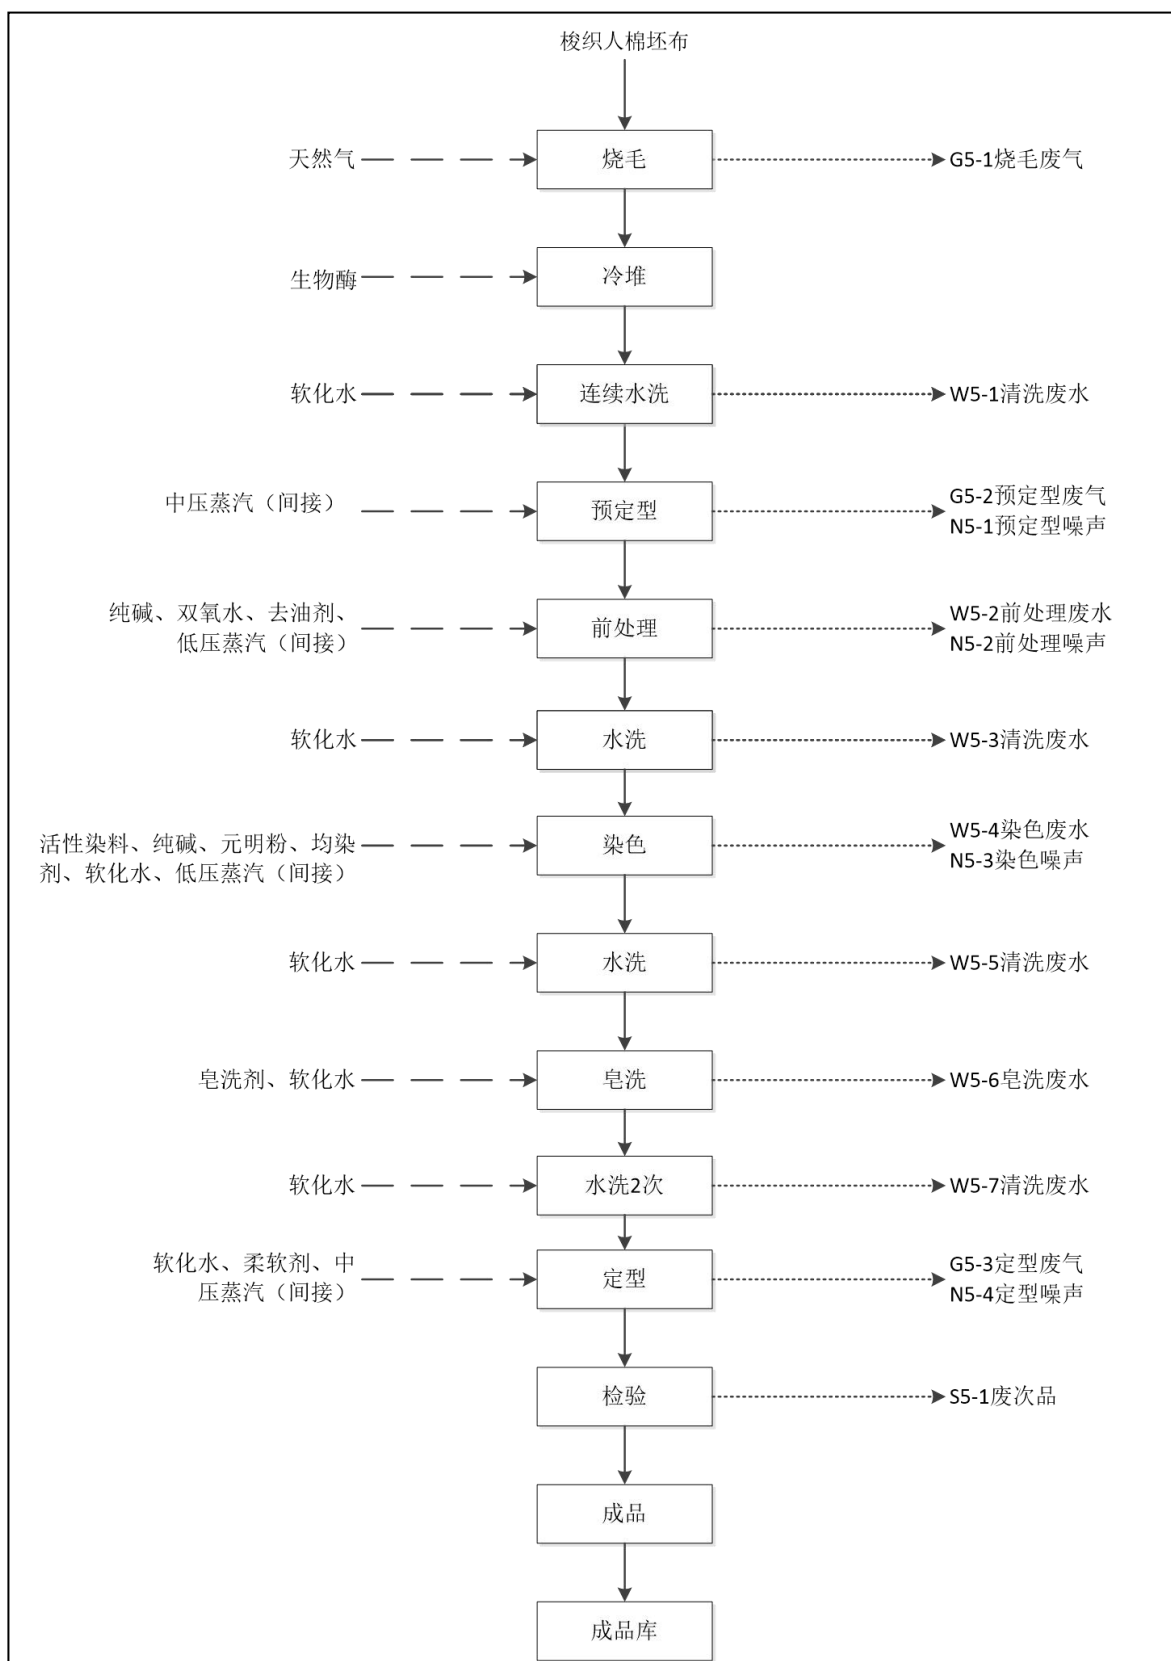 梭织人棉坯布
天然气
烧毛
G5-1烧毛废气
生物酶
冷堆
软化水
连续水洗
W5-1清洗废水
中压蒸汽（间接）
预定型
G5-2预定型废气
N5-1预定型噪声
纯碱、双氧水、去油剂、
低压蒸汽（间接）
前处理
W5-2前处理废水
N5-2前处理噪声
软化水
水洗
W5-3清洗废水
活性染料、纯碱、元明粉、均染
剂、软化水、低压蒸汽（间接）
染色
W5-4染色废水
N5-3染色噪声
软化水
水洗
W5-5清洗废水
皂洗剂、软化水
皂洗
W5-6皂洗废水
软化水
水洗2次
W5-7清洗废水
软化水、柔软剂、中
压蒸汽（间接）
定型
G5-3定型废气
N5-4定型噪声
检验
S5-1废次品
成品
成品库